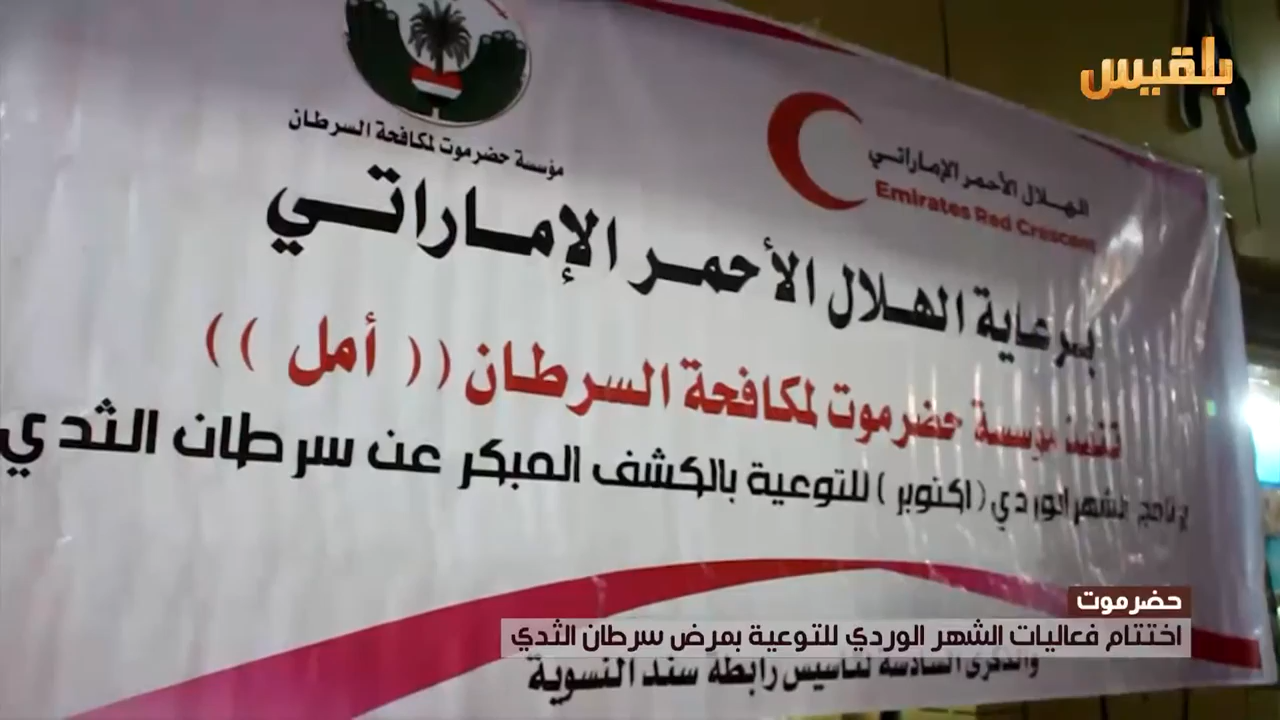 بلقيس
مؤسسة حضرموت لمكافحة السرطان
الهلال الأحمر الإماراتي
Emirates Red Crescent
برعاية الهلال الأحمر الإماراتي
تنفذ مؤسسة حضرموت لمكافحة السرطان (( أمل ))
برنامج الشهر الوردي (اكتوبر) للتوعية بالكشف المبكر عن سرطان الثدي
حضرموت
اختتام فعاليات الشهر الوردي للتوعية بمرض سرطان الثدي
والذكرى السادسة لتأسيس رابطة سند النسوية